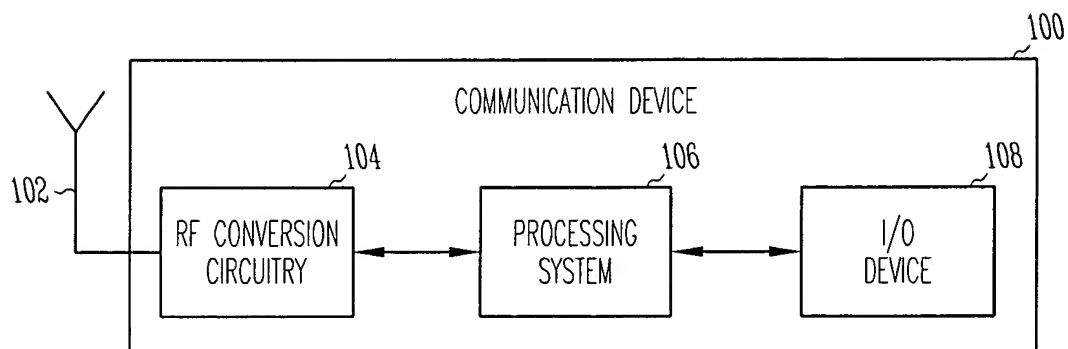 100
COMMUNICATION DEVICE
102
104
RF CONVERSION
CIRCUITRY
106
PROCESSING
SYSTEM
108
I/O
DEVICE